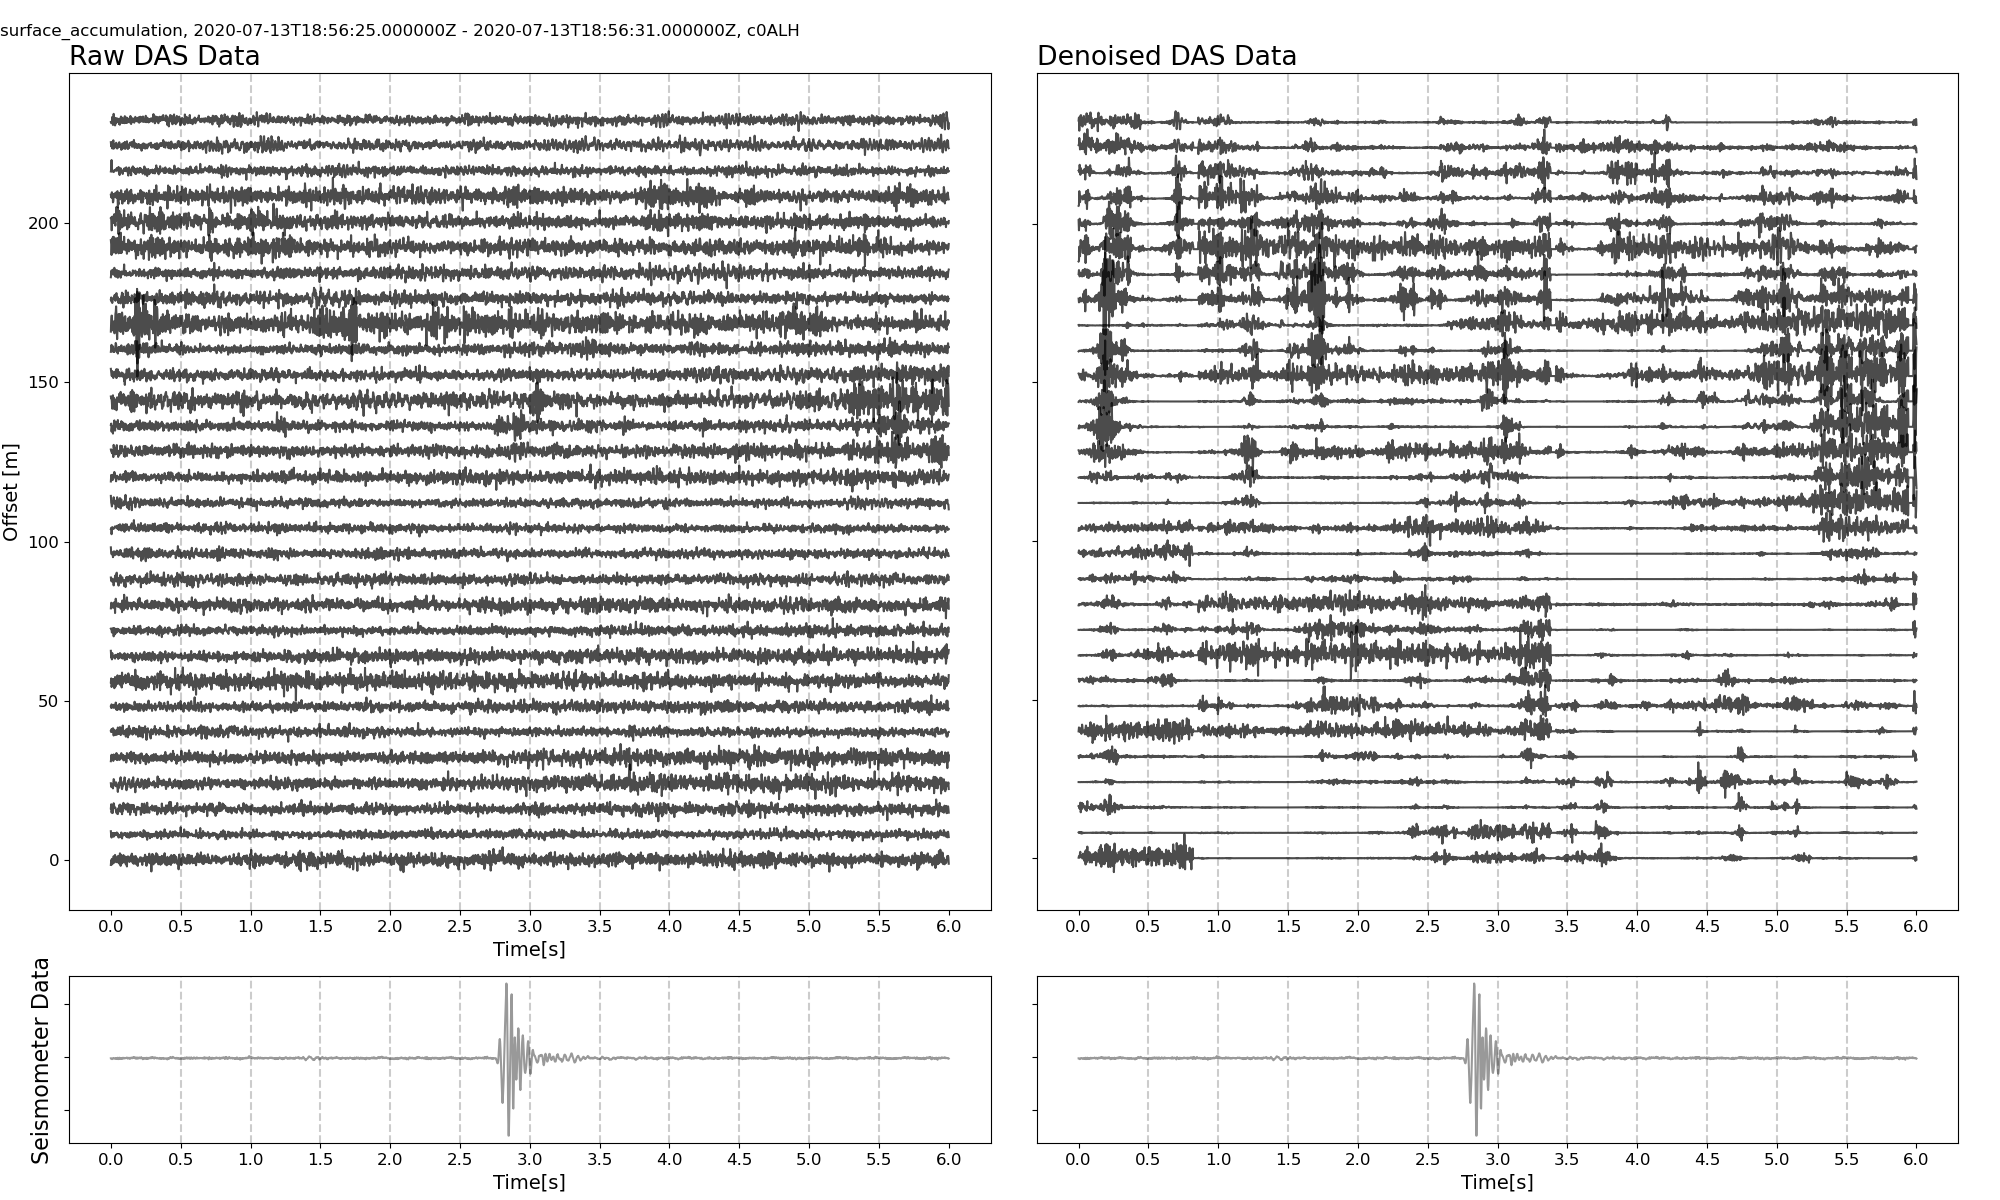 surface_accumulation, 2020-07-13T18:56:25.000000Z - 2020-07-13T18:56:31.000000Z, c0ALH
Raw DAS Data
Denoised DAS Data
Offset [m]
200
150
100
50
0
0.0 0.5 1.0 1.5 2.0 2.5 3.0 3.5 4.0 4.5 5.0 5.5 6.0
Time[s]
0.0 0.5 1.0 1.5 2.0 2.5 3.0 3.5 4.0 4.5 5.0 5.5 6.0
Seismometer Data
0.0 0.5 1.0 1.5 2.0 2.5 3.0 3.5 4.0 4.5 5.0 5.5 6.0
Time[s]
0.0 0.5 1.0 1.5 2.0 2.5 3.0 3.5 4.0 4.5 5.0 5.5 6.0
Time[s]